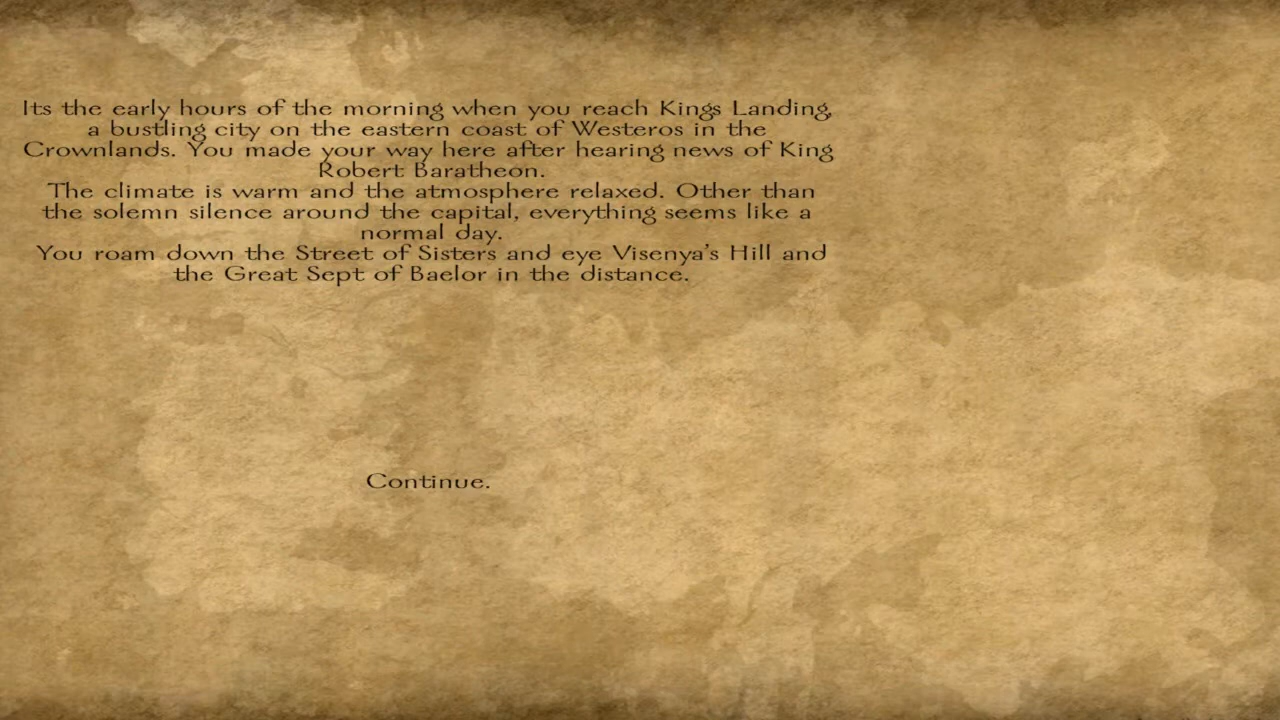 Its the early hours of the morning when you reach Kings Landing,
a bustling city on the eastern coast of Westeros in the
Crownlands. You made your way here after hearing news of King
Robert Baratheon.
The climate is warm and the atmosphere relaxed. Other than
the solemn silence around the capital, everything seems like a
normal day.
You roam down the Street of Sisters and eye Visenya's Hill and
the Great Sept of Baelor in the distance.
Continue.